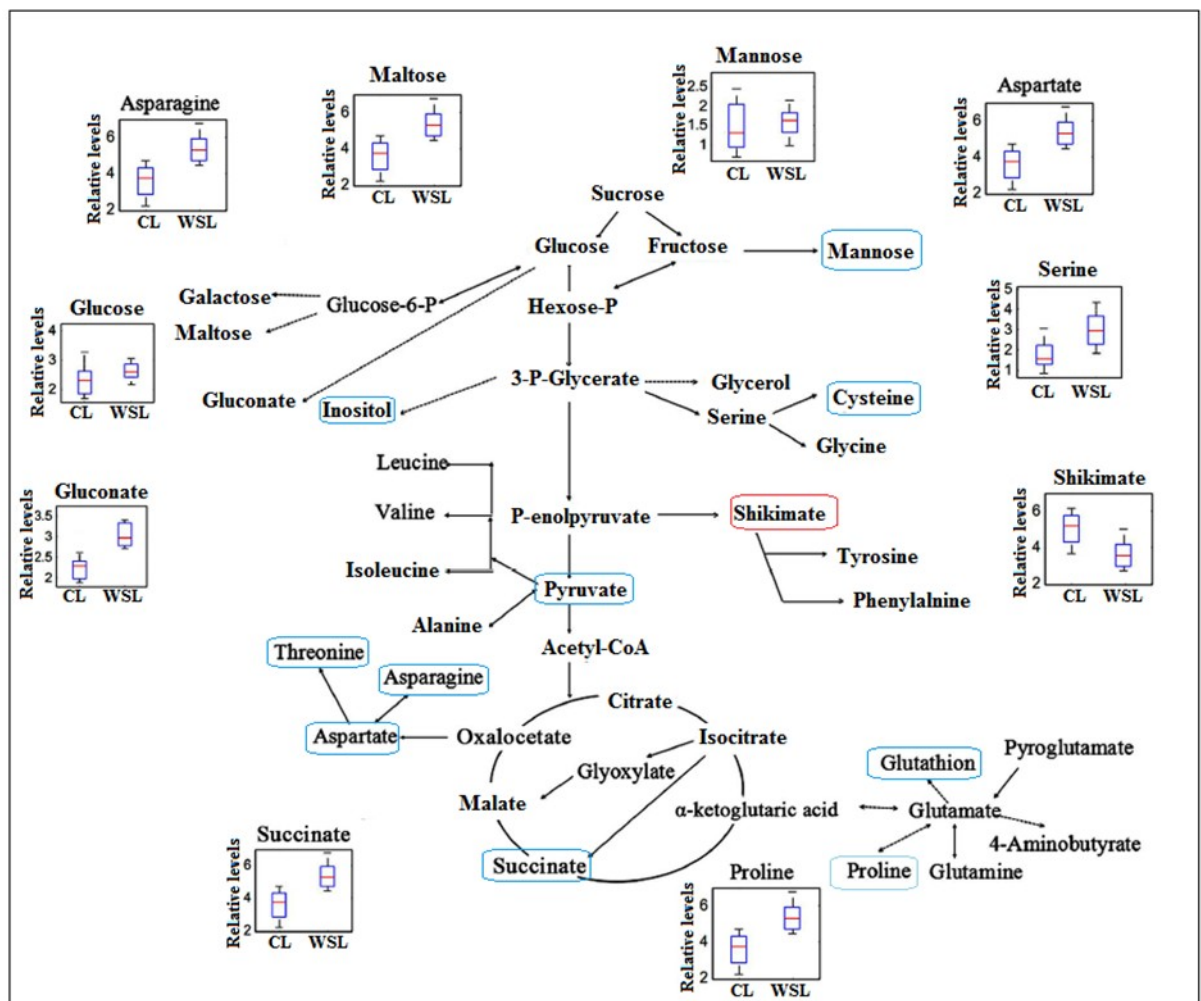 Mannose
Relative levels
2.5
2
1.5
1
CL WSL
Maltose
Relative levels
6
4
2
CL WSL
Asparagine
Relative levels
6
4
2
CL WSL
Aspartate
Relative levels
6
4
2
CL WSL
Sucrose
Glucose Fructose Mannose
Serine
Relative levels
5
4
3
2
1
CL WSL
Galactose Glucose-6-P Hexose-P
Maltose
Glucose
Relative levels
4
3
2
CL WSL
3-P-Glycerate Glycerol
Gluconate Inositol Serine Cysteine
Glycine
Leucine
Gluconate
Relative levels
3.5
3
2.5
2
CL WSL
Shikimate
Relative levels
6
4
2
CL WSL
Valine P-enolpyruvate Shikimate
Tyrosine
Isoleucine Pyruvate
Phenylalnine
Alanine
Acetyl-CoA
Threonine
Asparagine
Citrate
Aspartate Oxalocetate Isocitrate
Pyroglutamate
Glyoxylate Glutathion
Malate α-ketoglutaric acid Glutamate
4-Aminobutyrate
Succinate Proline Glutamine
Succinate
Relative levels
6
4
2
CL WSL
Proline
Relative levels
6
4
2
CL WSL